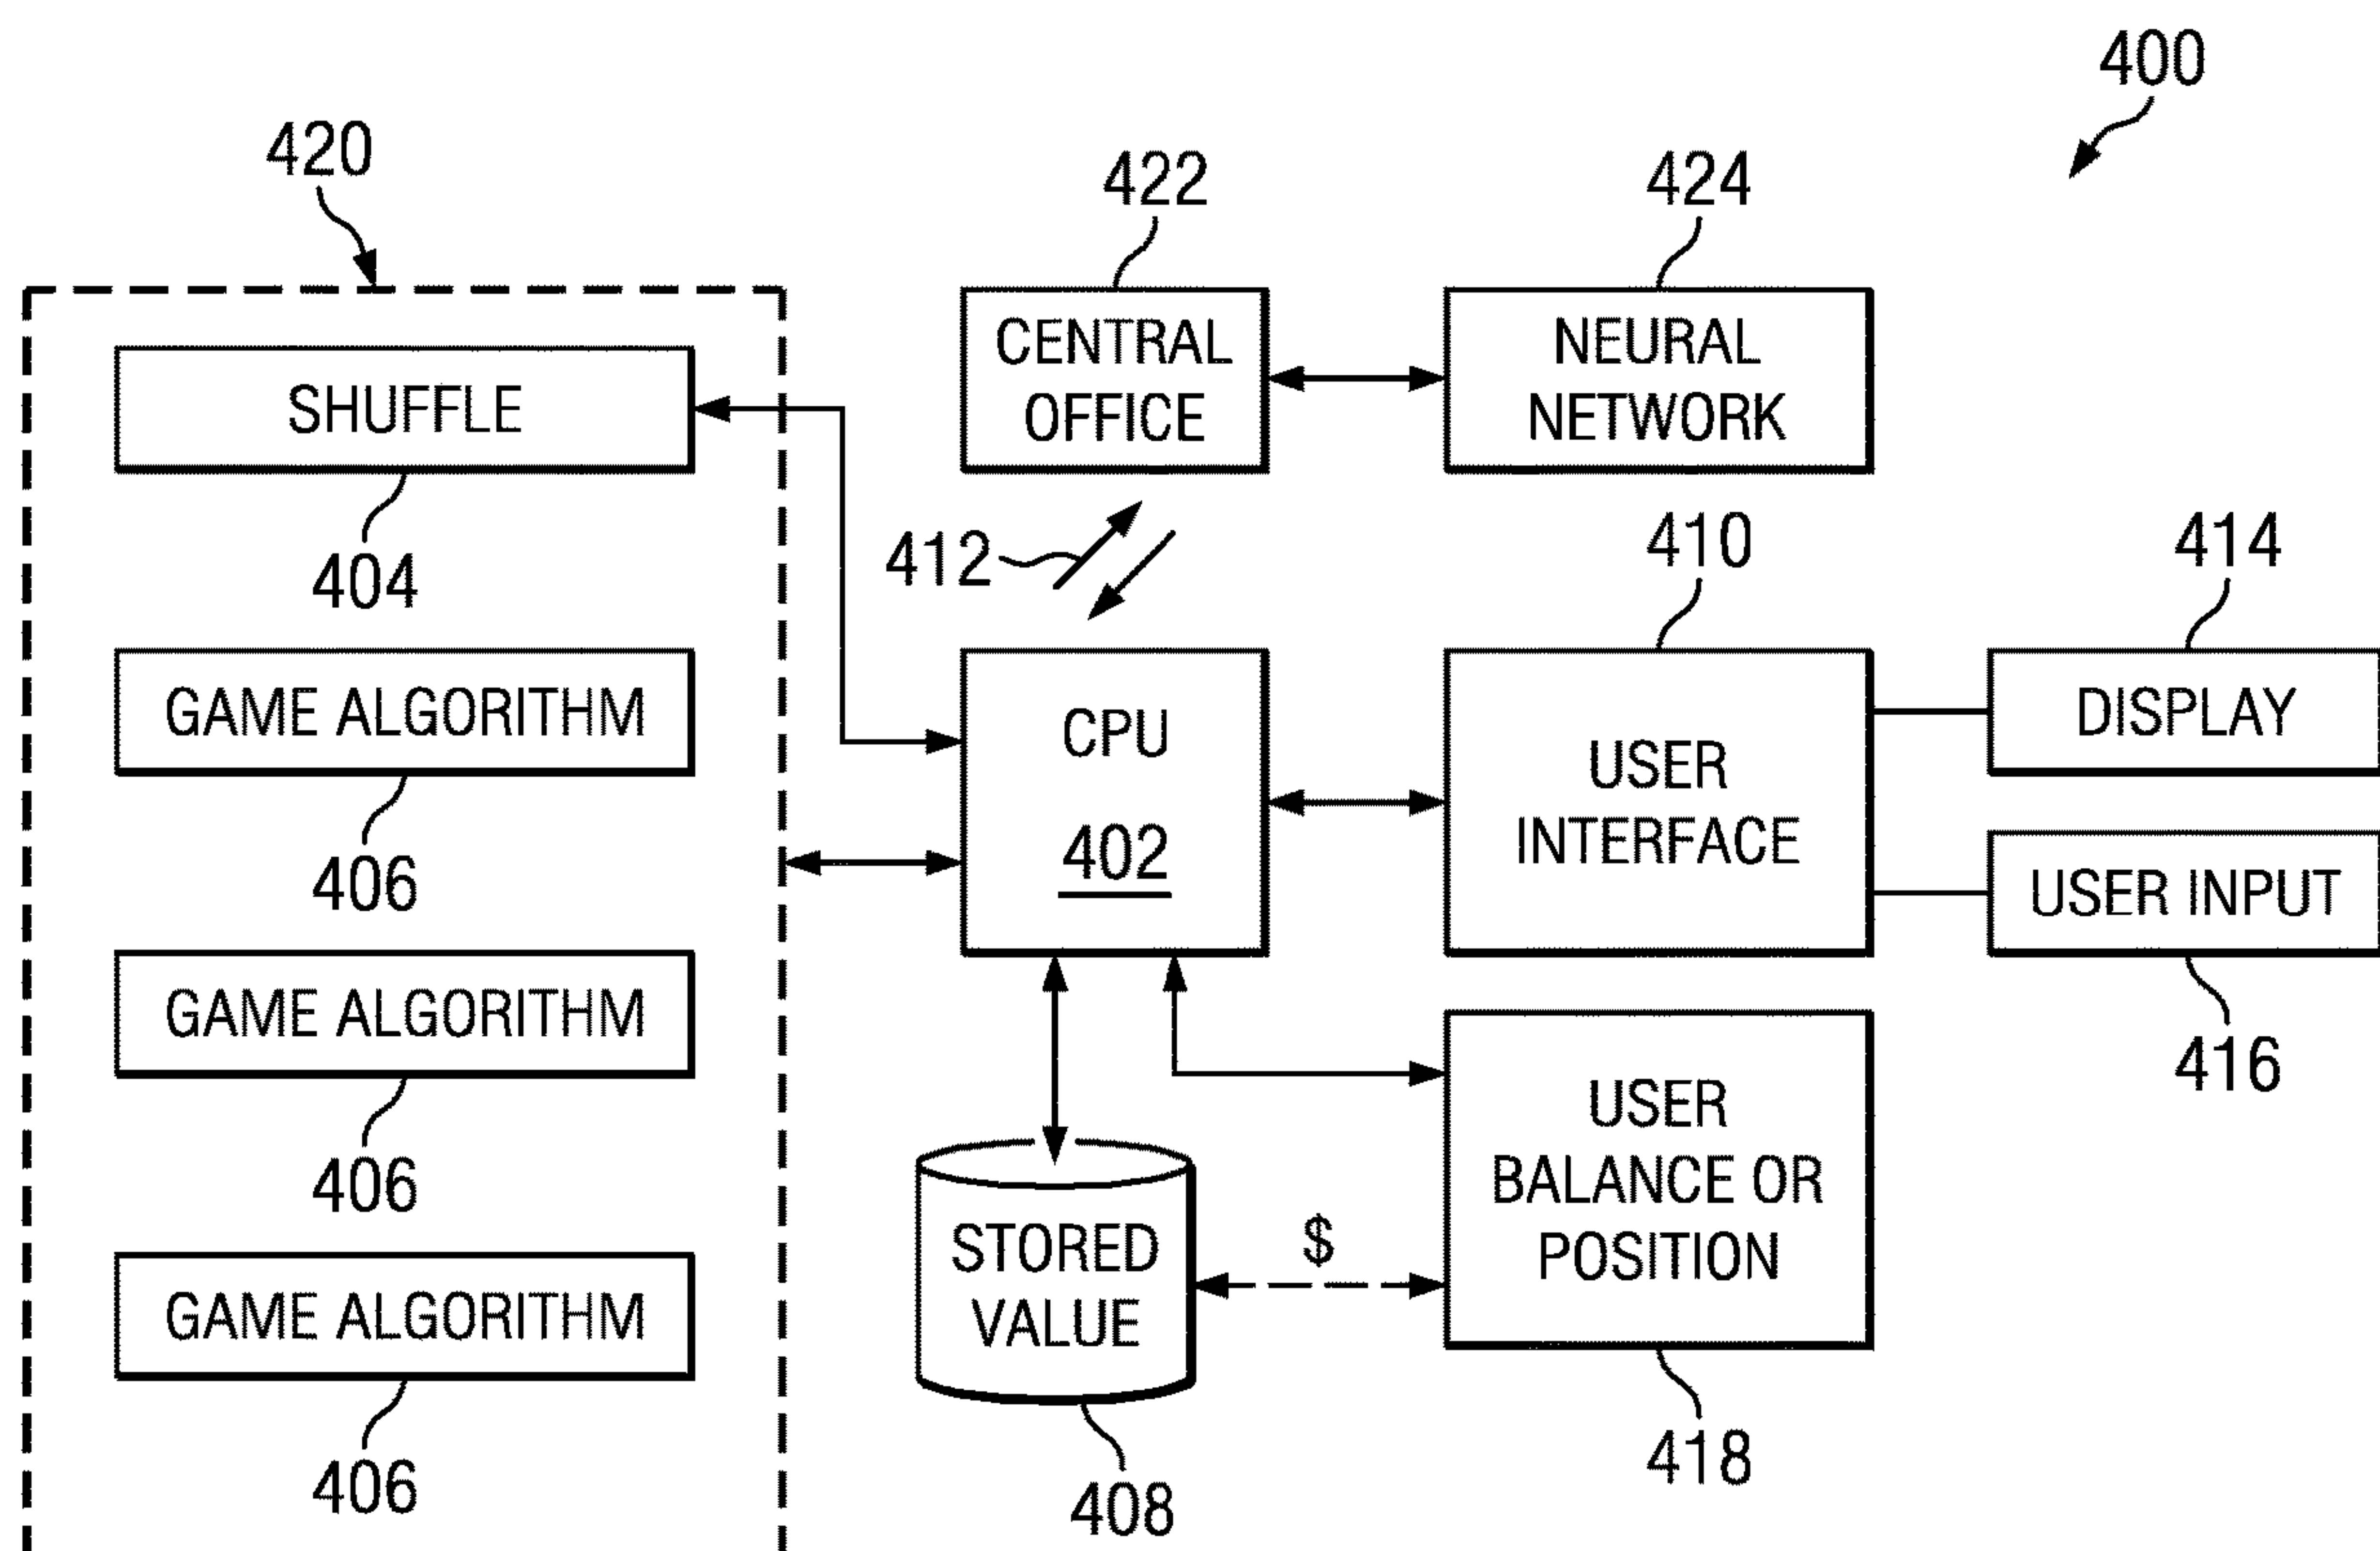 400
420
422
424
SHUFFLE
404
CENTRAL
OFFICE
NEURAL
NETWORK
412
410
414
GAME ALGORITHM
406
CPU
402
USER
INTERFACE
DISPLAY
USER INPUT
416
GAME ALGORITHM
406
USER
BALANCE OR
POSITION
418
STORED
VALUE
408
$
GAME ALGORITHM
406